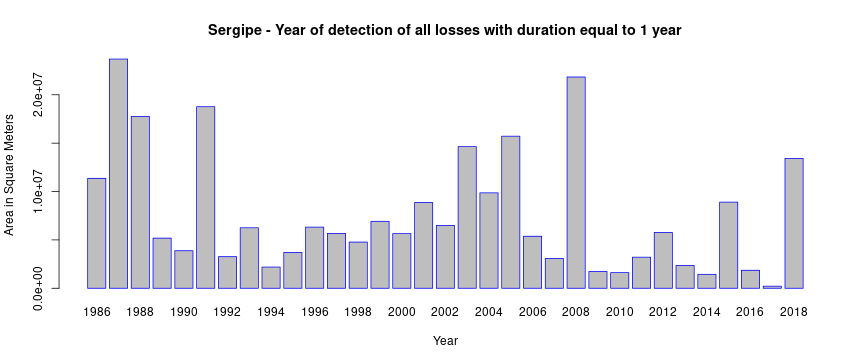 Sergipe - Year of detection of all losses with duration equal to 1 year
Area in Square Meters
2.0e+07
1.0e+07
0.0e+00
1986 1988 1990 1992 1994 1996 1998 2000 2002 2004 2006 2008 2010 2012 2014 2016 2018
Year